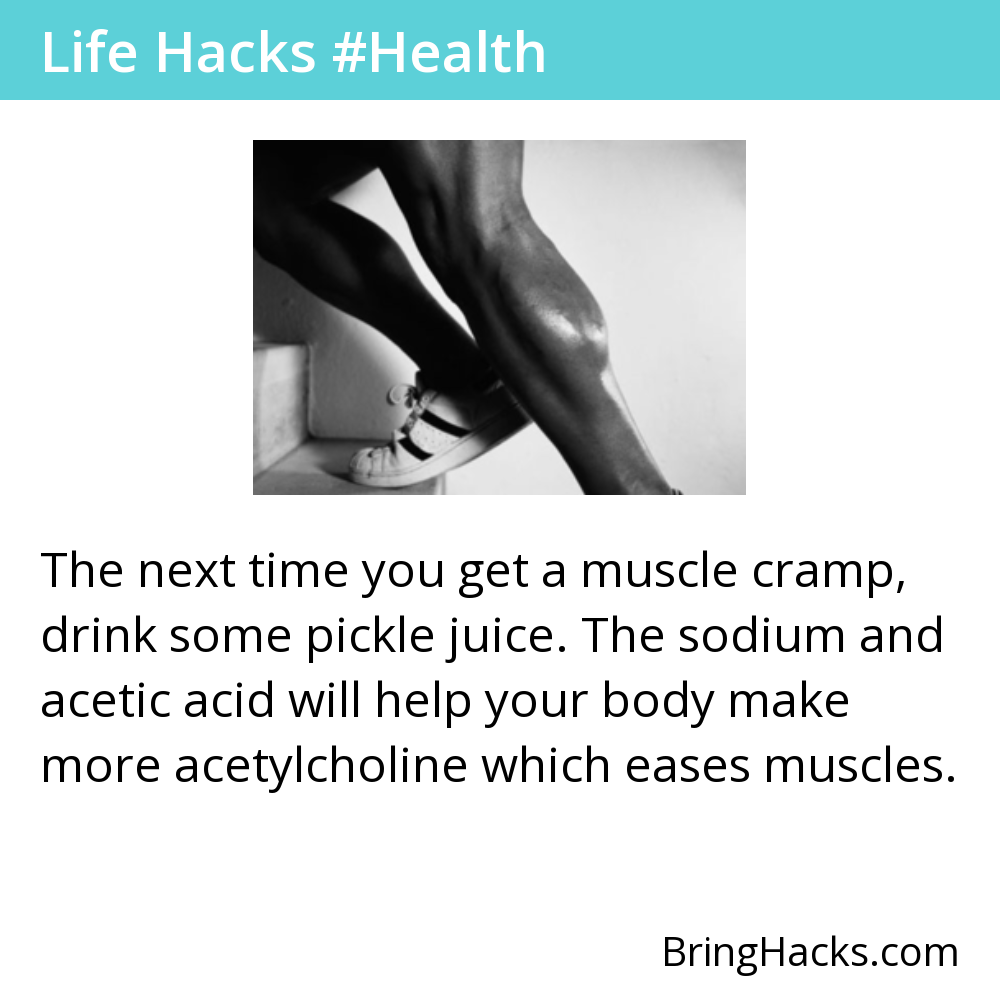 Life Hacks #Health
The next time you get a muscle cramp,
drink some pickle juice. The sodium and
acetic acid will help your body make
more acetylcholine which eases muscles.
BringHacks.com